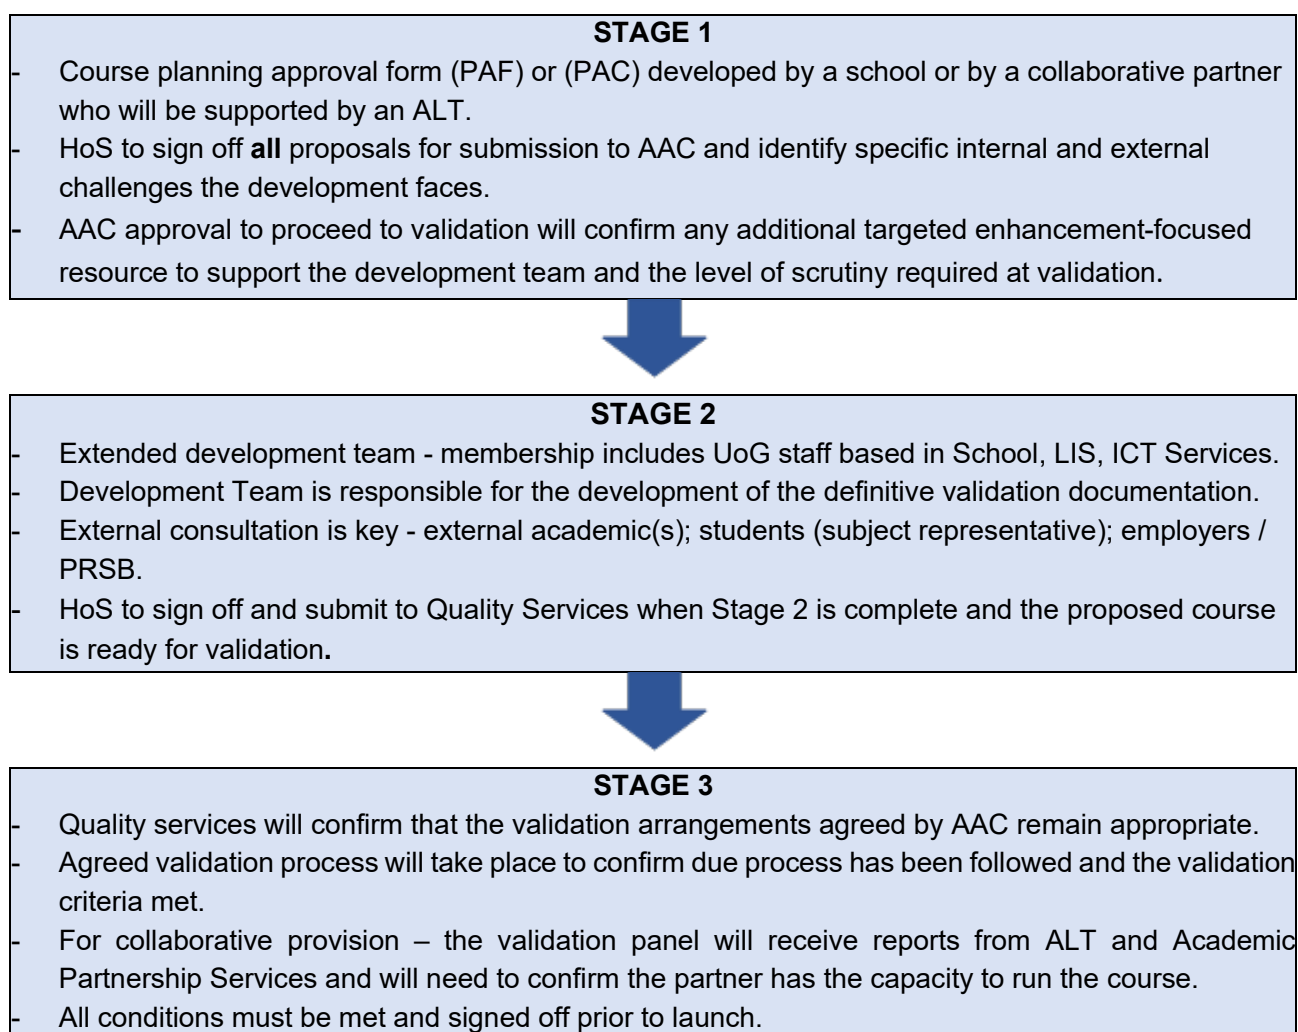 STAGE 1
- Course planning approval form (PAF) or (PAC) developed by a school or by a collaborative partner
who will be supported by an ALT.
- HoS to sign off all proposals for submission to AAC and identify specific internal and external
challenges the development faces.
- AAC approval to proceed to validation will confirm any additional targeted enhancement-focused
resource to support the development team and the level of scrutiny required at validation.
STAGE 2
- Extended development team - membership includes UoG staff based in School, LIS, ICT Services.
- Development Team is responsible for the development of the definitive validation documentation.
- External consultation is key - external academic(s); students (subject representative); employers /
PRSB.
- HoS to sign off and submit to Quality Services when Stage 2 is complete and the proposed course
is ready for validation.
STAGE 3
- Quality services will confirm that the validation arrangements agreed by AAC remain appropriate.
- Agreed validation process will take place to confirm due process has been followed and the validation
criteria met.
- For collaborative provision – the validation panel will receive reports from ALT and Academic
Partnership Services and will need to confirm the partner has the capacity to run the course.
- All conditions must be met and signed off prior to launch.